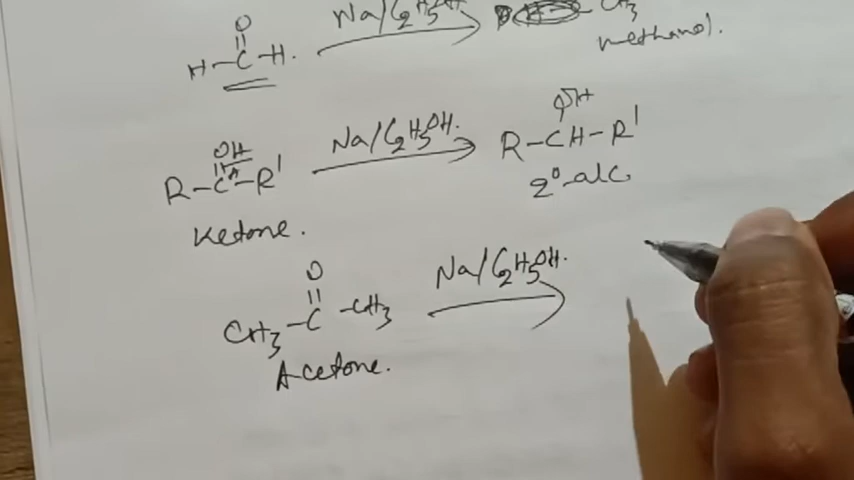 O
H-C-H. Na/C2H5OH CH3
methanol.
OH
R-C-R' Na/C2H5OH. R-CH-R'
OH
2°-alc.
Ketone.
O
CH3-C-CH3 Na/C2H5OH.
Acetone.